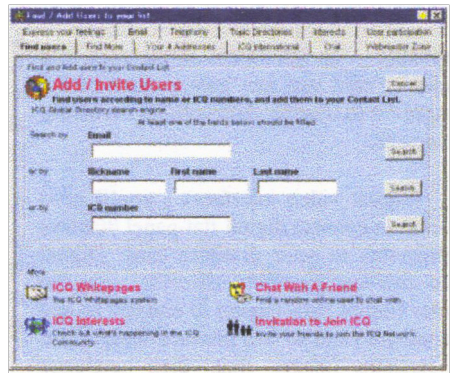 Find / Add Users to your list
Express your feelings Email Telephony Topic Directories Interests User participation
Find users Find More Your # Addresses ICQ International Chat Webmaster Zone
Find and Add users to your Contact List
Add / Invite Users
Cancel
Find users according to name or ICQ numbers, and add them to your Contact List.
ICQ Global Directory search engine
At least one of the fields below should be filled
Search by Email
Search
or by Nickname First name Last name
Search
or by ICQ number
Search
More
ICQ Whitepages
The ICQ Whitepages system
Chat With A Friend
Find a random online user to chat with
ICQ Interests
Check out what's happening in the ICQ
Community
Invitation to Join ICQ
Invite your friends to join the ICQ Network